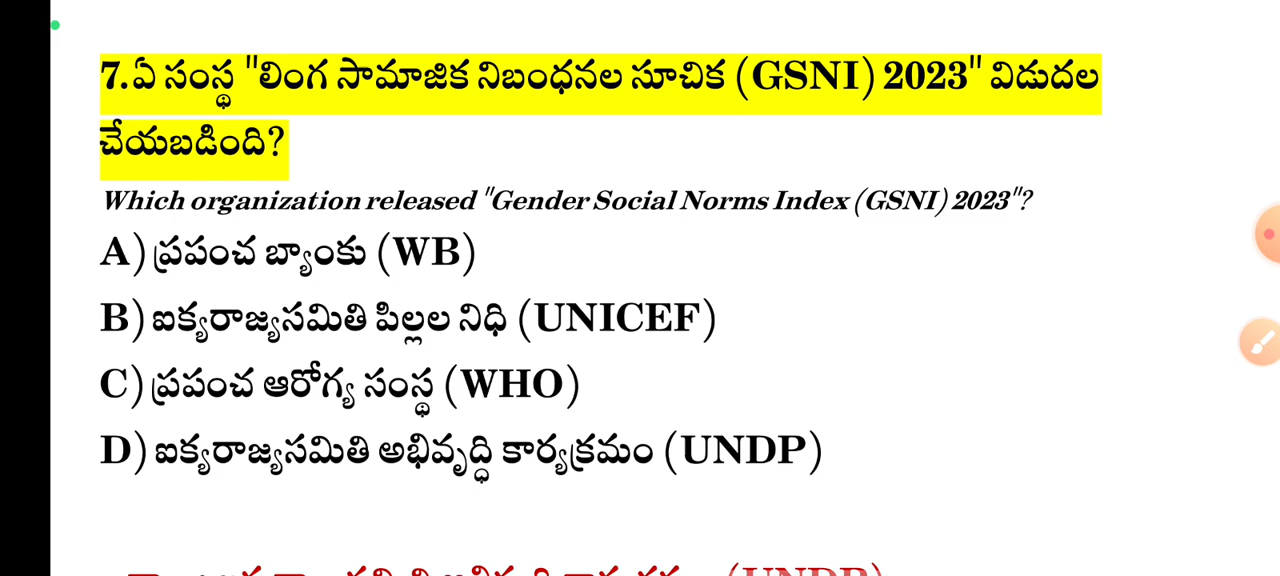 7.ఏ సంస్థ "లింగ సామాజిక నిబంధనల సూచిక (GSNI) 2023" విడుదల
చేయబడింది?
Which organization released "Gender Social Norms Index (GSNI) 2023"?
A) ప్రపంచ బ్యాంకు (WB)
B) ఐక్యరాజ్యసమితి పిల్లల నిధి (UNICEF)
C) ప్రపంచ ఆరోగ్య సంస్థ (WHO)
D) ఐక్యరాజ్యసమితి అభివృద్ధి కార్యక్రమం (UNDP)
(UNDP)